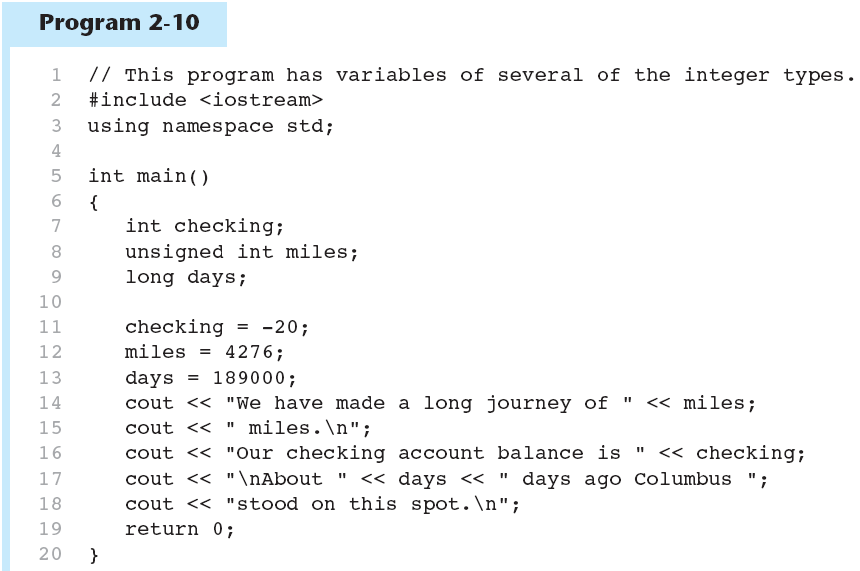 Program 2-10
1 // This program has variables of several of the integer types.
2 #include <iostream>
3 using namespace std;
4
5 int main()
6 {
7    int checking;
8    unsigned int miles;
9    long days;
10
11    checking = -20;
12    miles = 4276;
13    days = 189000;
14    cout << "We have made a long journey of " << miles;
15    cout << " miles.\n";
16    cout << "Our checking account balance is " << checking;
17    cout << "\nAbout " << days << " days ago Columbus ";
18    cout << "stood on this spot.\n";
19    return 0;
20 }